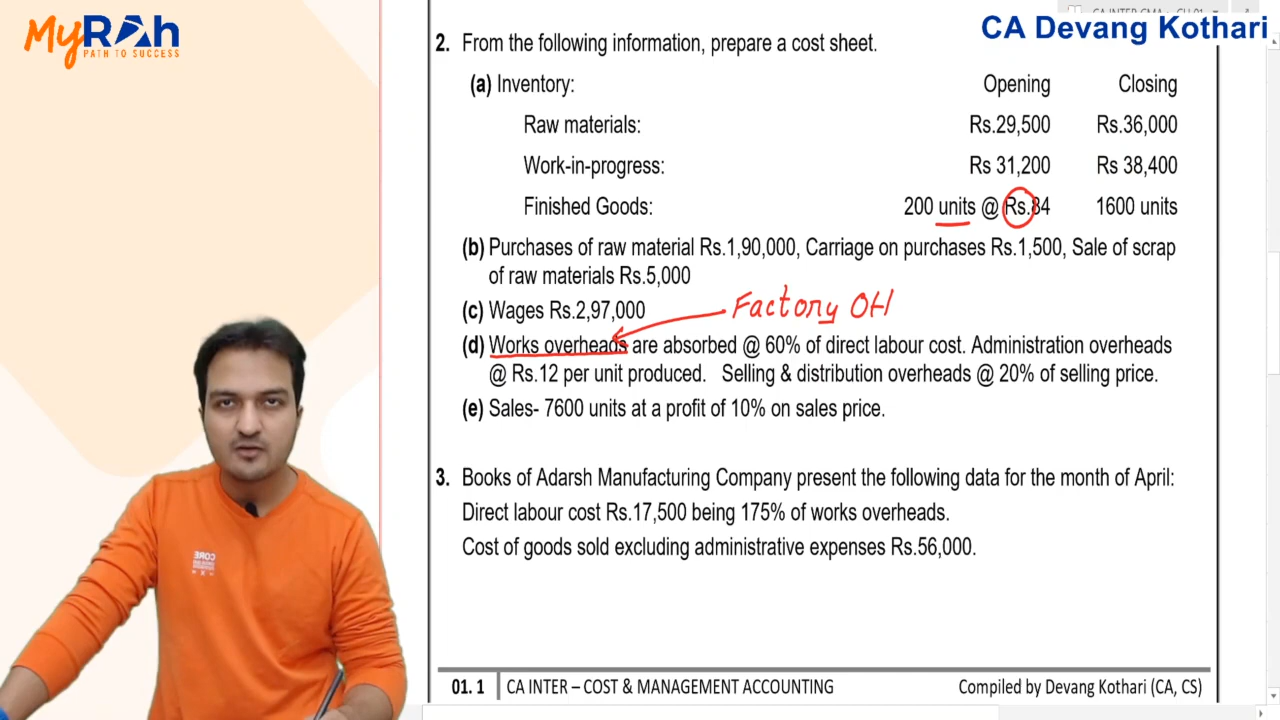 MyRAh
PATH TO SUCCESS
CA Devang Kothari
2. From the following information, prepare a cost sheet.
(a) Inventory: Opening Closing
Raw materials: Rs.29,500 Rs.36,000
Work-in-progress: Rs 31,200 Rs 38,400
Finished Goods: 200 units @ Rs.84 1600 units
(b) Purchases of raw material Rs.1,90,000, Carriage on purchases Rs.1,500, Sale of scrap
of raw materials Rs.5,000
(c) Wages Rs.2,97,000
Factory OH
(d) Works overheads are absorbed @ 60% of direct labour cost. Administration overheads
@ Rs.12 per unit produced. Selling & distribution overheads @ 20% of selling price.
(e) Sales- 7600 units at a profit of 10% on sales price.
3. Books of Adarsh Manufacturing Company present the following data for the month of April:
Direct labour cost Rs.17,500 being 175% of works overheads.
Cost of goods sold excluding administrative expenses Rs.56,000.
01. 1 CA INTER – COST & MANAGEMENT ACCOUNTING Compiled by Devang Kothari (CA, CS)